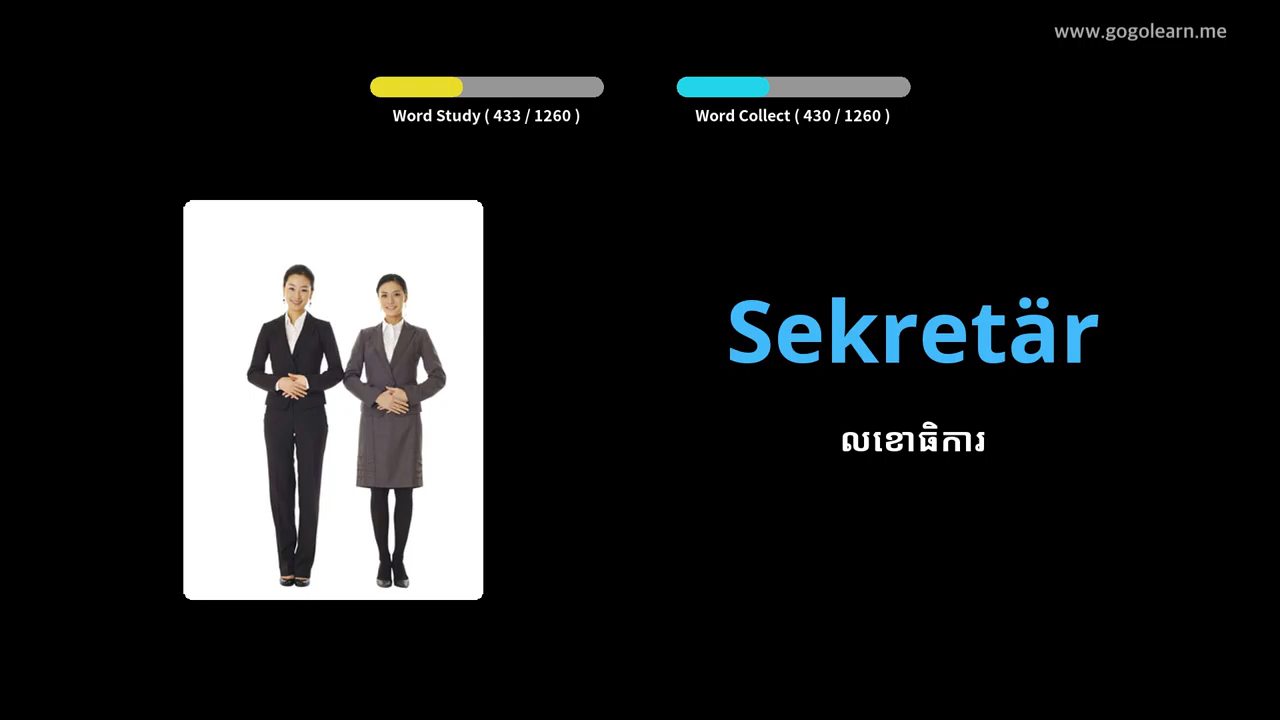 www.gogolearn.me
Word Study ( 433 / 1260 )
Word Collect ( 430 / 1260 )
Sekretär
លខោធិការ